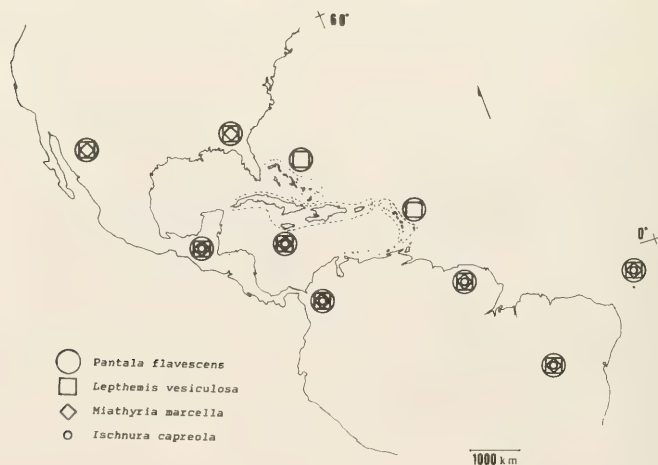 60°
0°
Pantala flavescens
Lepthemis vesiculosa
Miathyria marcella
Ischnura capreola
1000 km